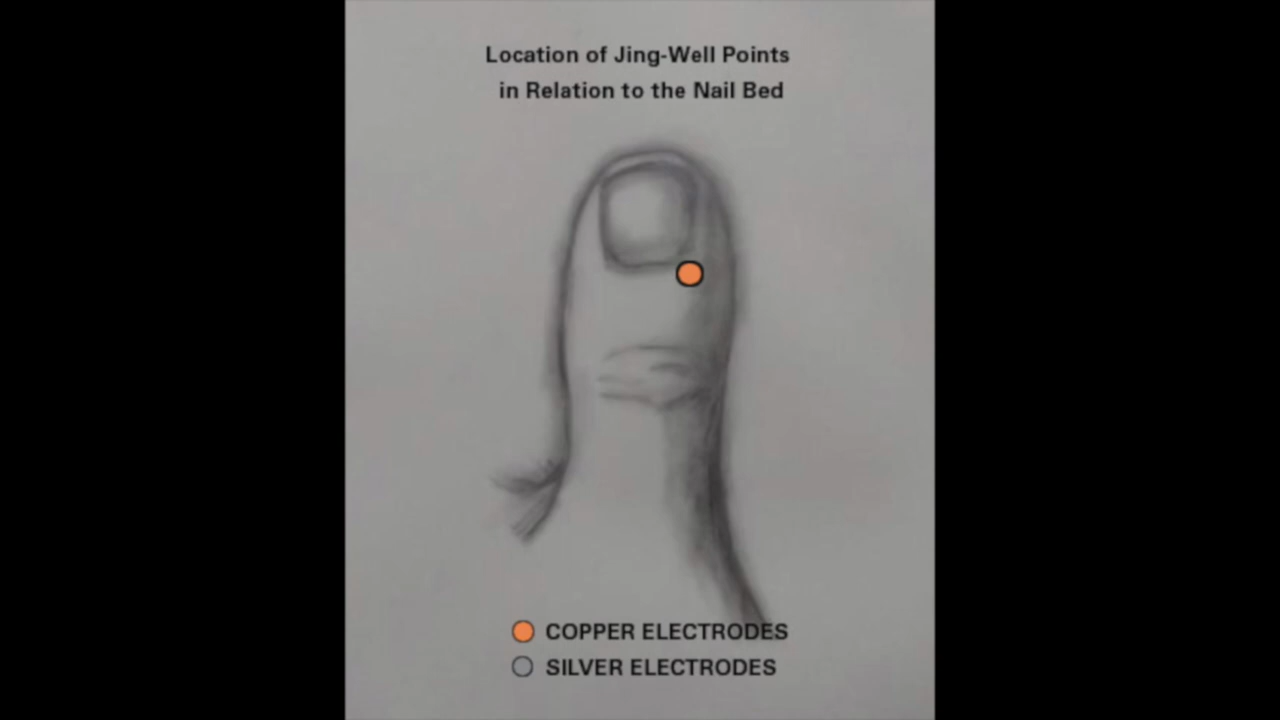 Location of Jing-Well Points
in Relation to the Nail Bed
COPPER ELECTRODES
SILVER ELECTRODES